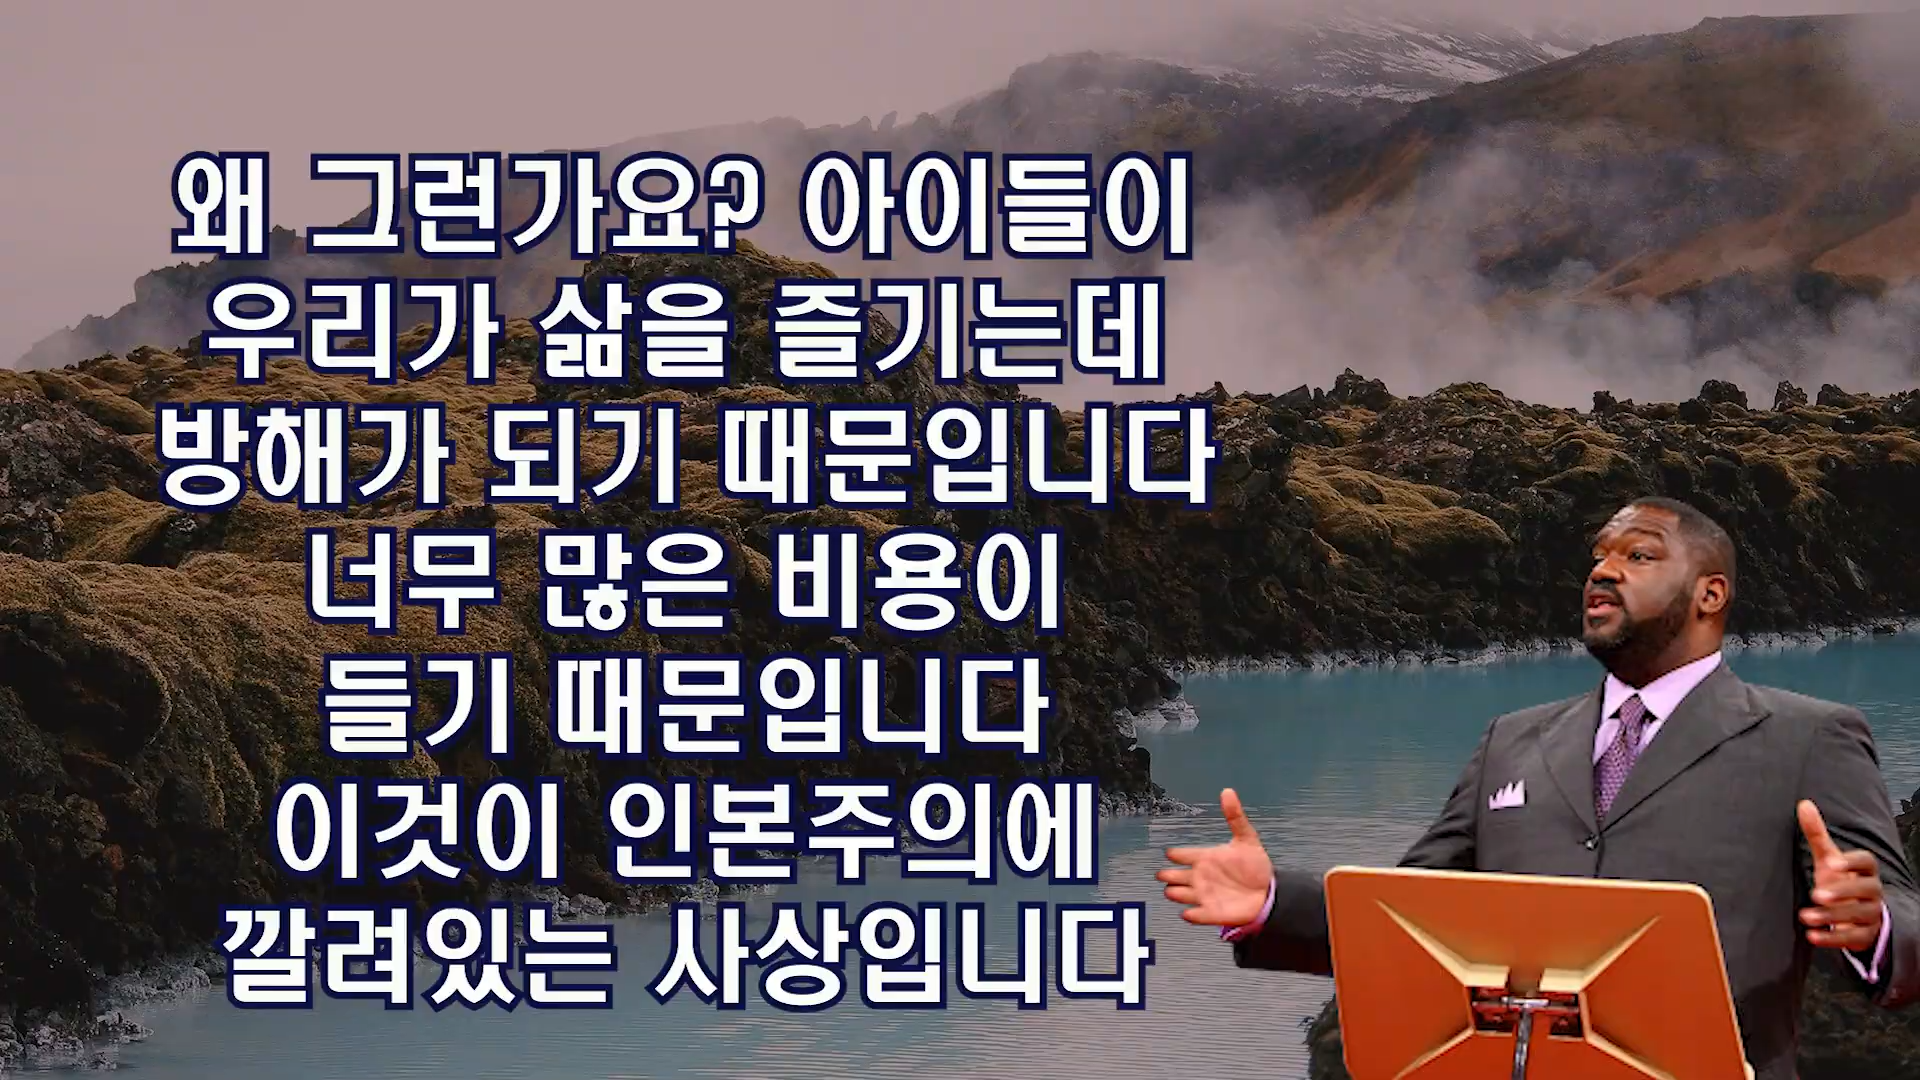 왜 그런가요? 아이들이
우리가 삶을 즐기는데
방해가 되기 때문입니다
너무 많은 비용이
들기 때문입니다
이것이 인본주의에
깔려있는 사상입니다